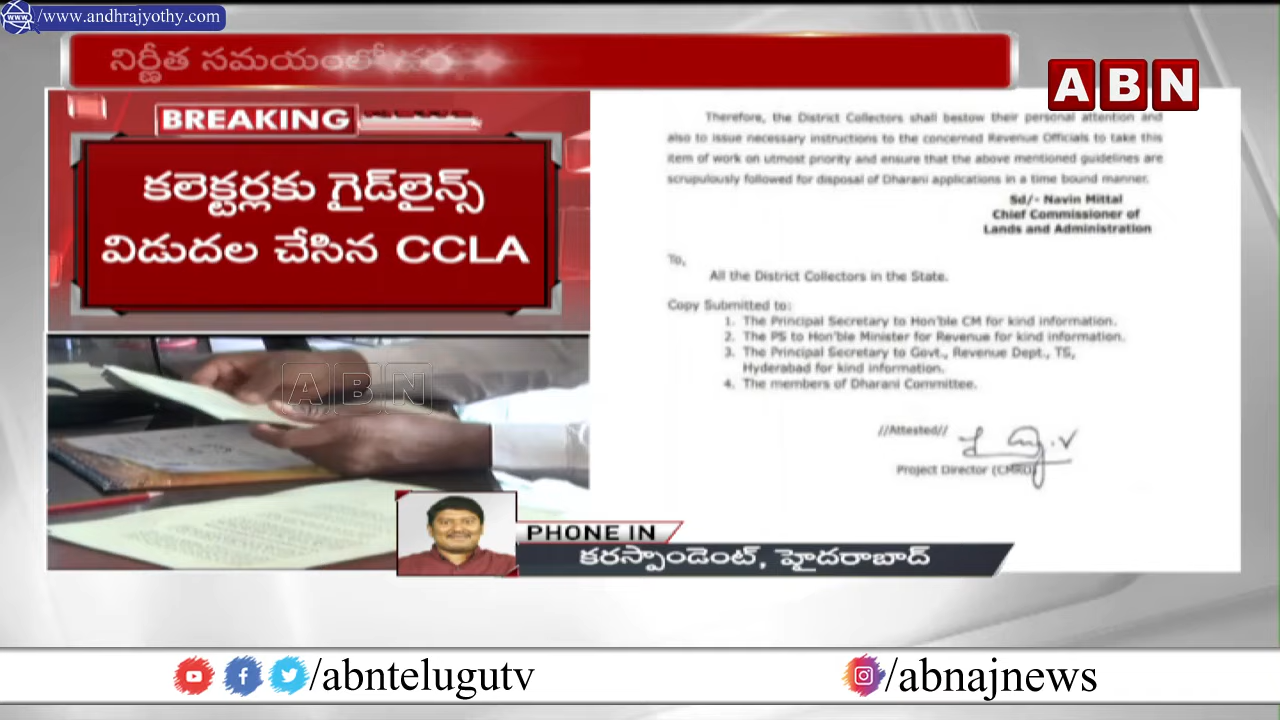 www://www.andhrajyothy.com
నిర్ణీత సమయంలో
ABN
BREAKING NEWS
కలెక్టర్లకు గైడ్‌లైన్స్
విడుదల చేసిన CCLA
Therefore, the District Collectors shall bestow their personal attention and
also to issue necessary instructions to the concerned Revenue Officials to take this
item of work on utmost priority and ensure that the above mentioned guidelines are
scrupulously followed for disposal of Dharani applications in a time bound manner.
Sd/- Navin Mittal
Chief Commissioner of
Lands and Administration
To,
All the District Collectors in the State.
Copy Submitted to:
1. The Principal Secretary to Hon'ble CM for kind information.
2. The PS to Hon'ble Minister for Revenue for kind information.
3. The Principal Secretary to Govt., Revenue Dept., TS,
Hyderabad for kind information.
4. The members of Dharani Committee.
//Attested//
Project Director (CMRO)
ABN
PHONE IN
కరస్పాండెంట్, హైదరాబాద్
/abntelugutv
/abnajnews